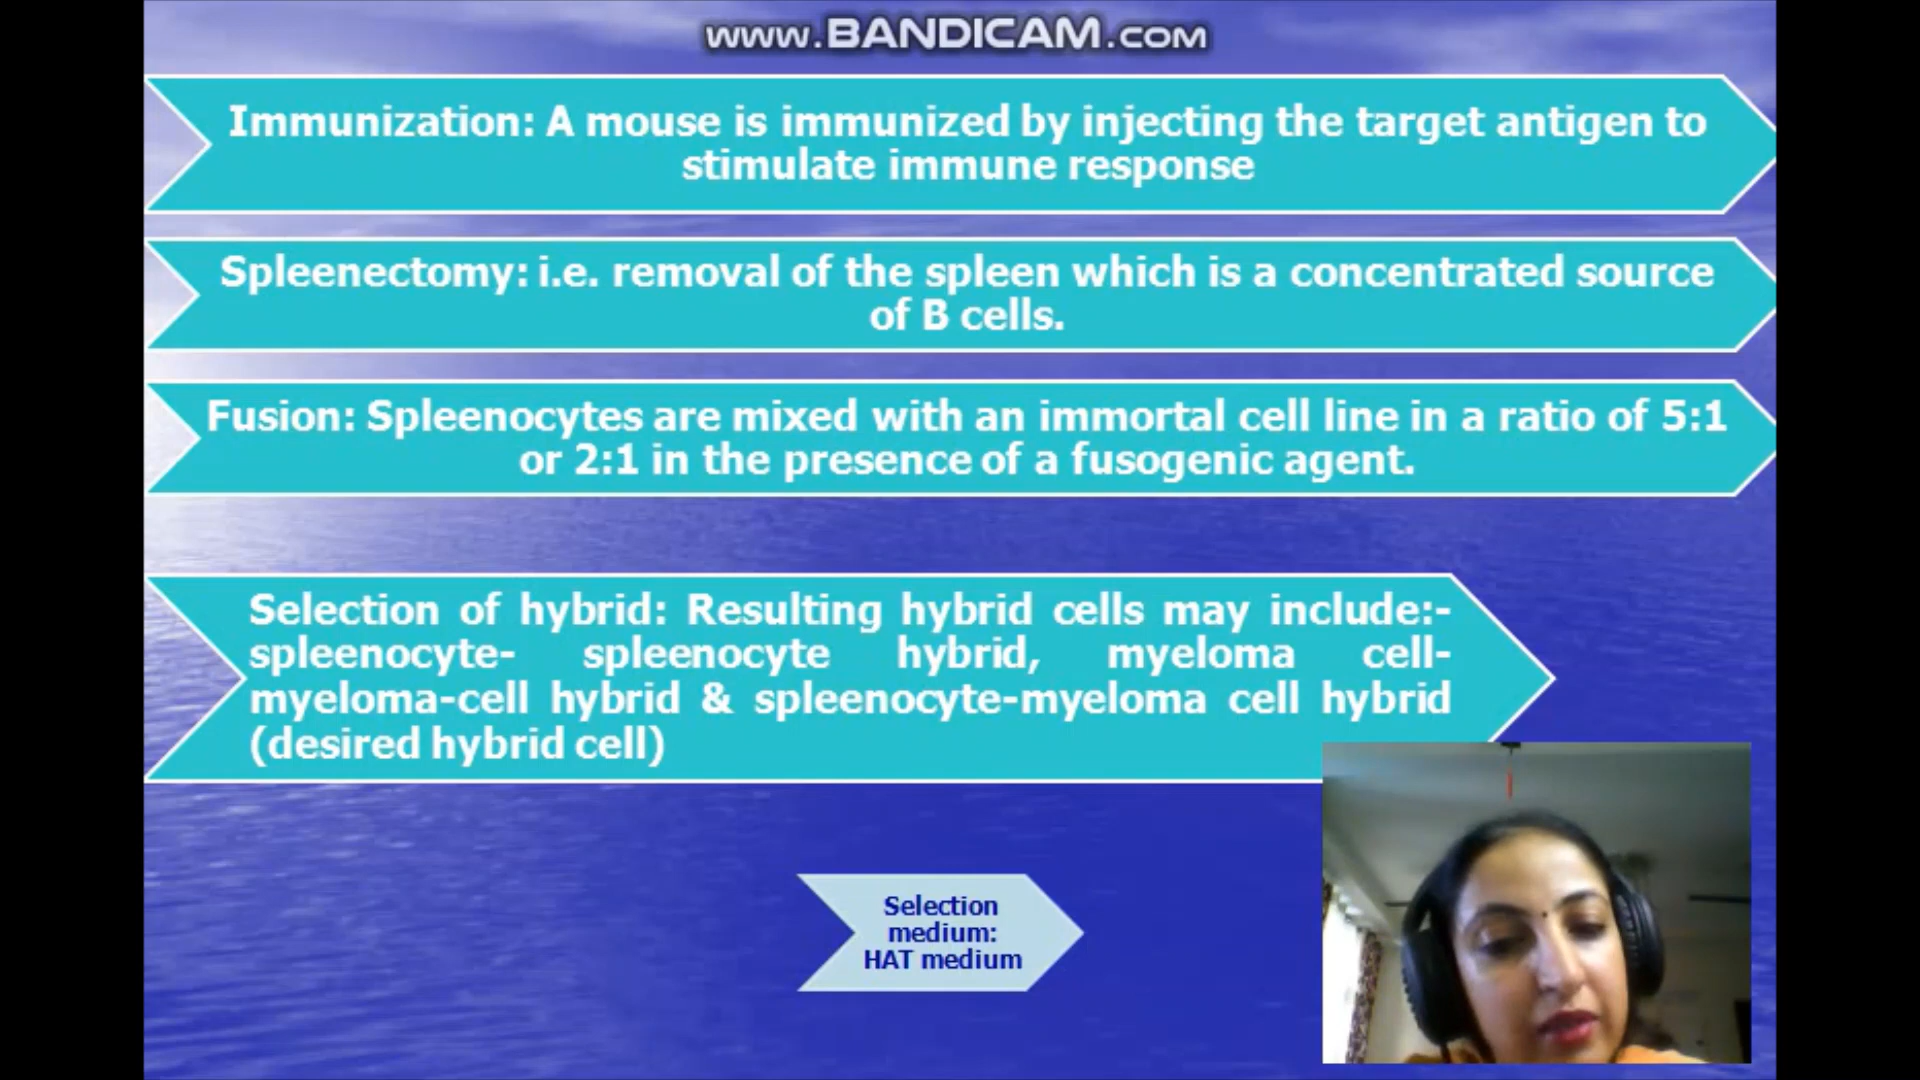 www.BANDICAM.com
Immunization: A mouse is immunized by injecting the target antigen to
stimulate immune response
Spleenectomy: i.e. removal of the spleen which is a concentrated source
of B cells.
Fusion: Spleenocytes are mixed with an immortal cell line in a ratio of 5:1
or 2:1 in the presence of a fusogenic agent.
Selection of hybrid: Resulting hybrid cells may include:-
spleenocyte- spleenocyte hybrid, myeloma cell-
myeloma-cell hybrid & spleenocyte-myeloma cell hybrid
(desired hybrid cell)
Selection
medium:
HAT medium